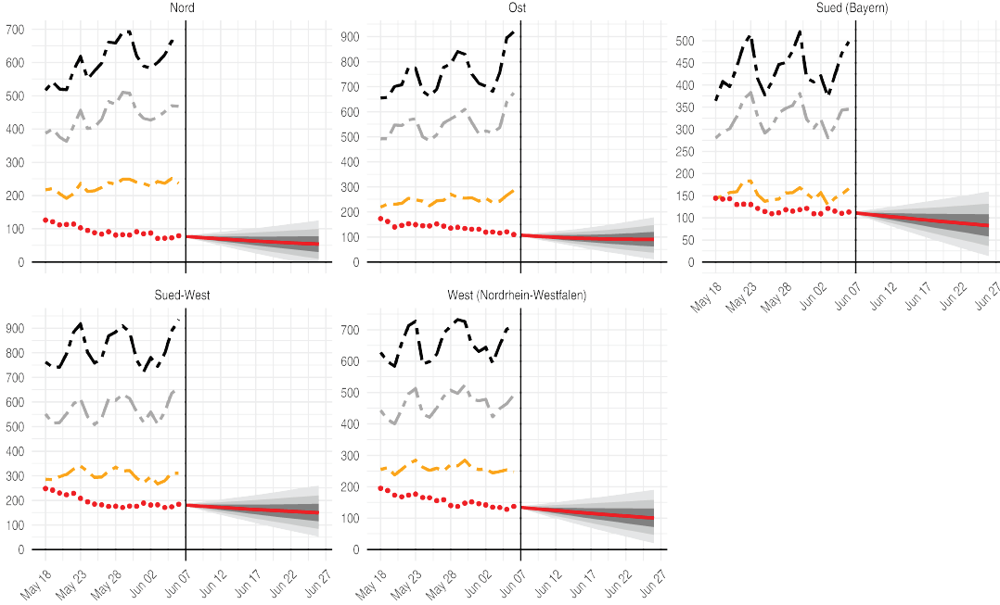 Nord
700
600
500
400
300
200
100
0
Ost
900
800
700
600
500
400
300
200
100
0
Sued (Bayern)
500
450
400
350
300
250
200
150
100
50
0
May 18
May 23
May 28
Jun 02
Jun 07
Jun 12
Jun 17
Jun 22
Jun 27
Sued-West
900
800
700
600
500
400
300
200
100
0
May 18
May 23
May 28
Jun 02
Jun 07
Jun 12
Jun 17
Jun 22
Jun 27
West (Nordrhein-Westfalen)
700
600
500
400
300
200
100
0
May 18
May 23
May 28
Jun 02
Jun 07
Jun 12
Jun 17
Jun 22
Jun 27